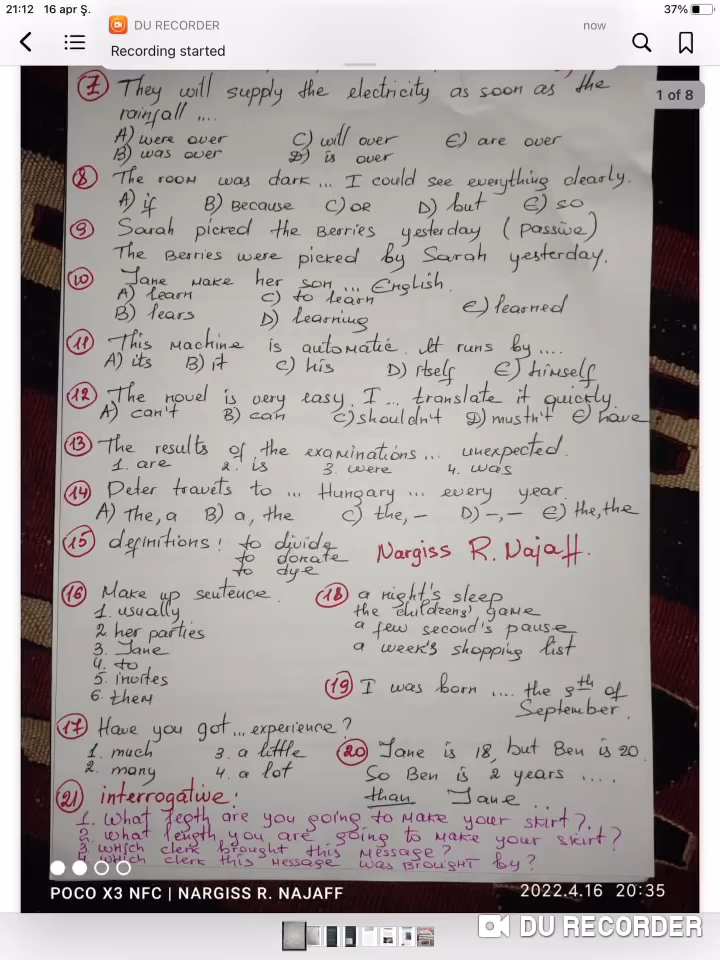 21:12 16 apr Ş.
37%
DU RECORDER
now
Recording started
1 of 8
7 They will supply the electricity as soon as the
rainfall ....
A) were over C) will over E) are over
B) was over D) is over
8 The room was dark ... I could see everything clearly.
A) if B) Because C) OR D) but E) so
9 Sarah picked the Berries yesterday (passive)
The Berries were picked by Sarah yesterday.
10 Jane make her son ... English.
A) learn C) to learn E) learned
B) lears D) learning
11 This machine is automatic. It runs by ....
A) its B) it C) his D) itself E) himself
12 The novel is very easy. I ... translate it quickly
A) can't B) can C) shouldn't D) mustn't E) have
13 The results of the examinations ... unexpected.
1. are 2. is 3. were 4. was
14 Peter travets to ... Hungary ... every year.
A) The, a B) a, the C) the, – D) –, – E) the, the
15 definitions! to divide
to donate
to dye
Nargiss R. Najaff.
16 Make up sentence.
1. usually
2. her parties
3. Jane
4. to
5. invites
6. them
18 a night's sleep
the childrens' game
a few second's pause
a week's shopping list
19 I was born .... the 3th of
September.
17 Have you got ... experience?
1. much 3. a little
2. many 4. a lot
20 Jane is 18, but Ben is 20.
So Ben is 2 years ....
than Jane ..
21 interrogative:
1. What legth are you going to make your skirt?
2. what length you are going to make your skirt?
3 which clerk brought this message?
4. which clerk this message was brought by?
POCO X3 NFC | NARGISS R. NAJAFF
2022.4.16 20:35
DU RECORDER